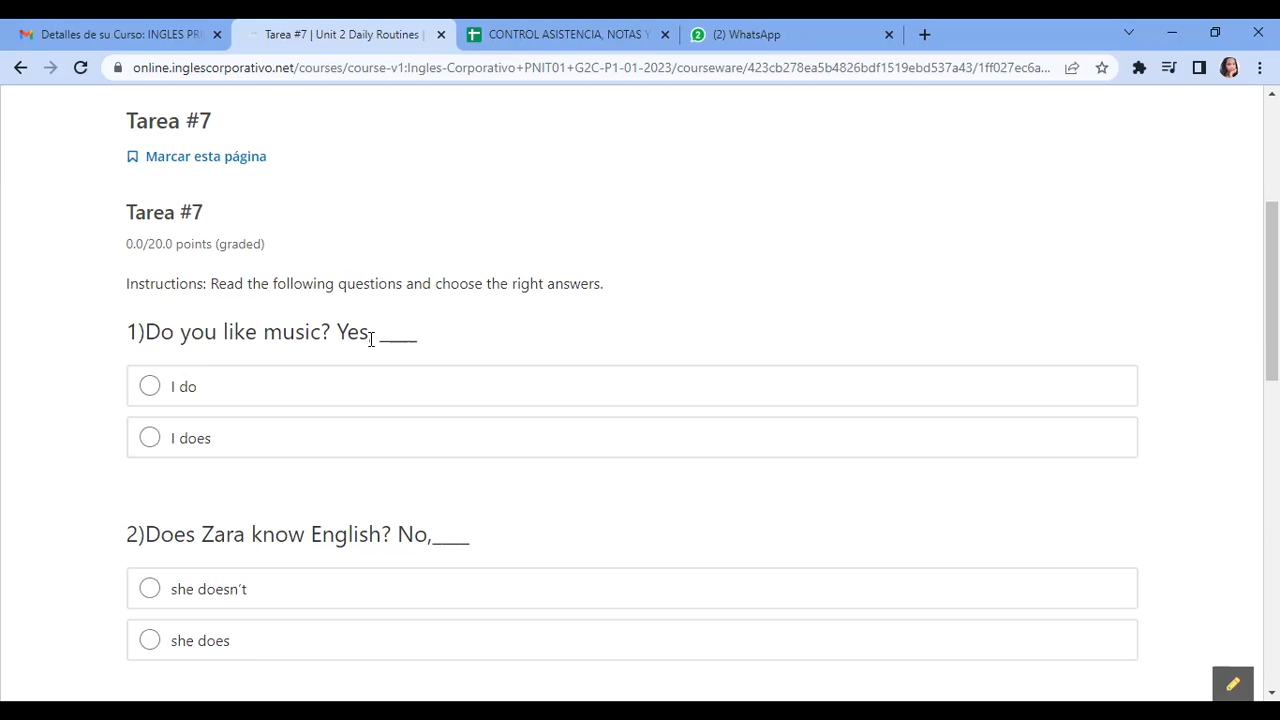 Detalles de su Curso: INGLES PRI
Tarea #7 | Unit 2 Daily Routines |
CONTROL ASISTENCIA, NOTAS Y
2
(2) WhatsApp
online.inglescorporativo.net/courses/course-v1:Ingles-Corporativo+PNIT01+G2C-P1-01-2023/courseware/423cb278ea5b4826bdf1519ebd537a43/1ff027ec6a...
Tarea #7
Marcar esta página
Tarea #7
0.0/20.0 points (graded)
Instructions: Read the following questions and choose the right answers.
1)Do you like music? Yes, ____
I do
I does
2)Does Zara know English? No,____
she doesn’t
she does